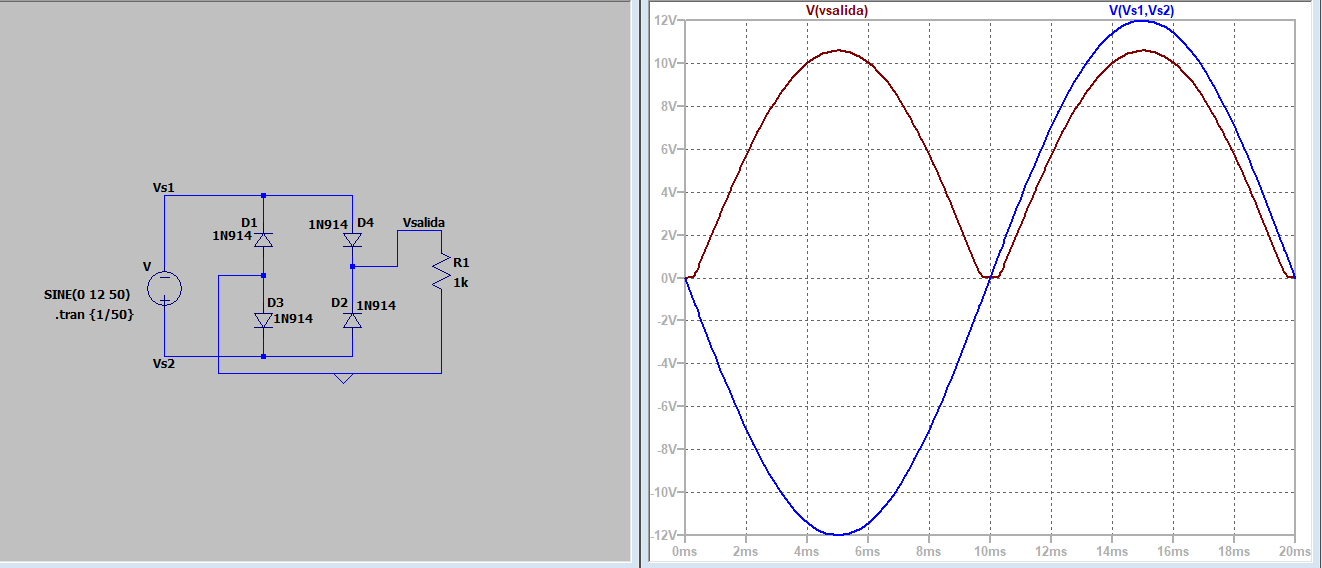 Vs1
D1
1N914
1N914
D4
Vsalida
V
R1
1k
SINE(0 12 50)
.tran {1/50}
D3
1N914
D2
1N914
Vs2
V(vsalida)
V(Vs1,Vs2)
12V
10V
8V
6V
4V
2V
0V
-2V
-4V
-6V
-8V
-10V
-12V
0ms
2ms
4ms
6ms
8ms
10ms
12ms
14ms
16ms
18ms
20ms